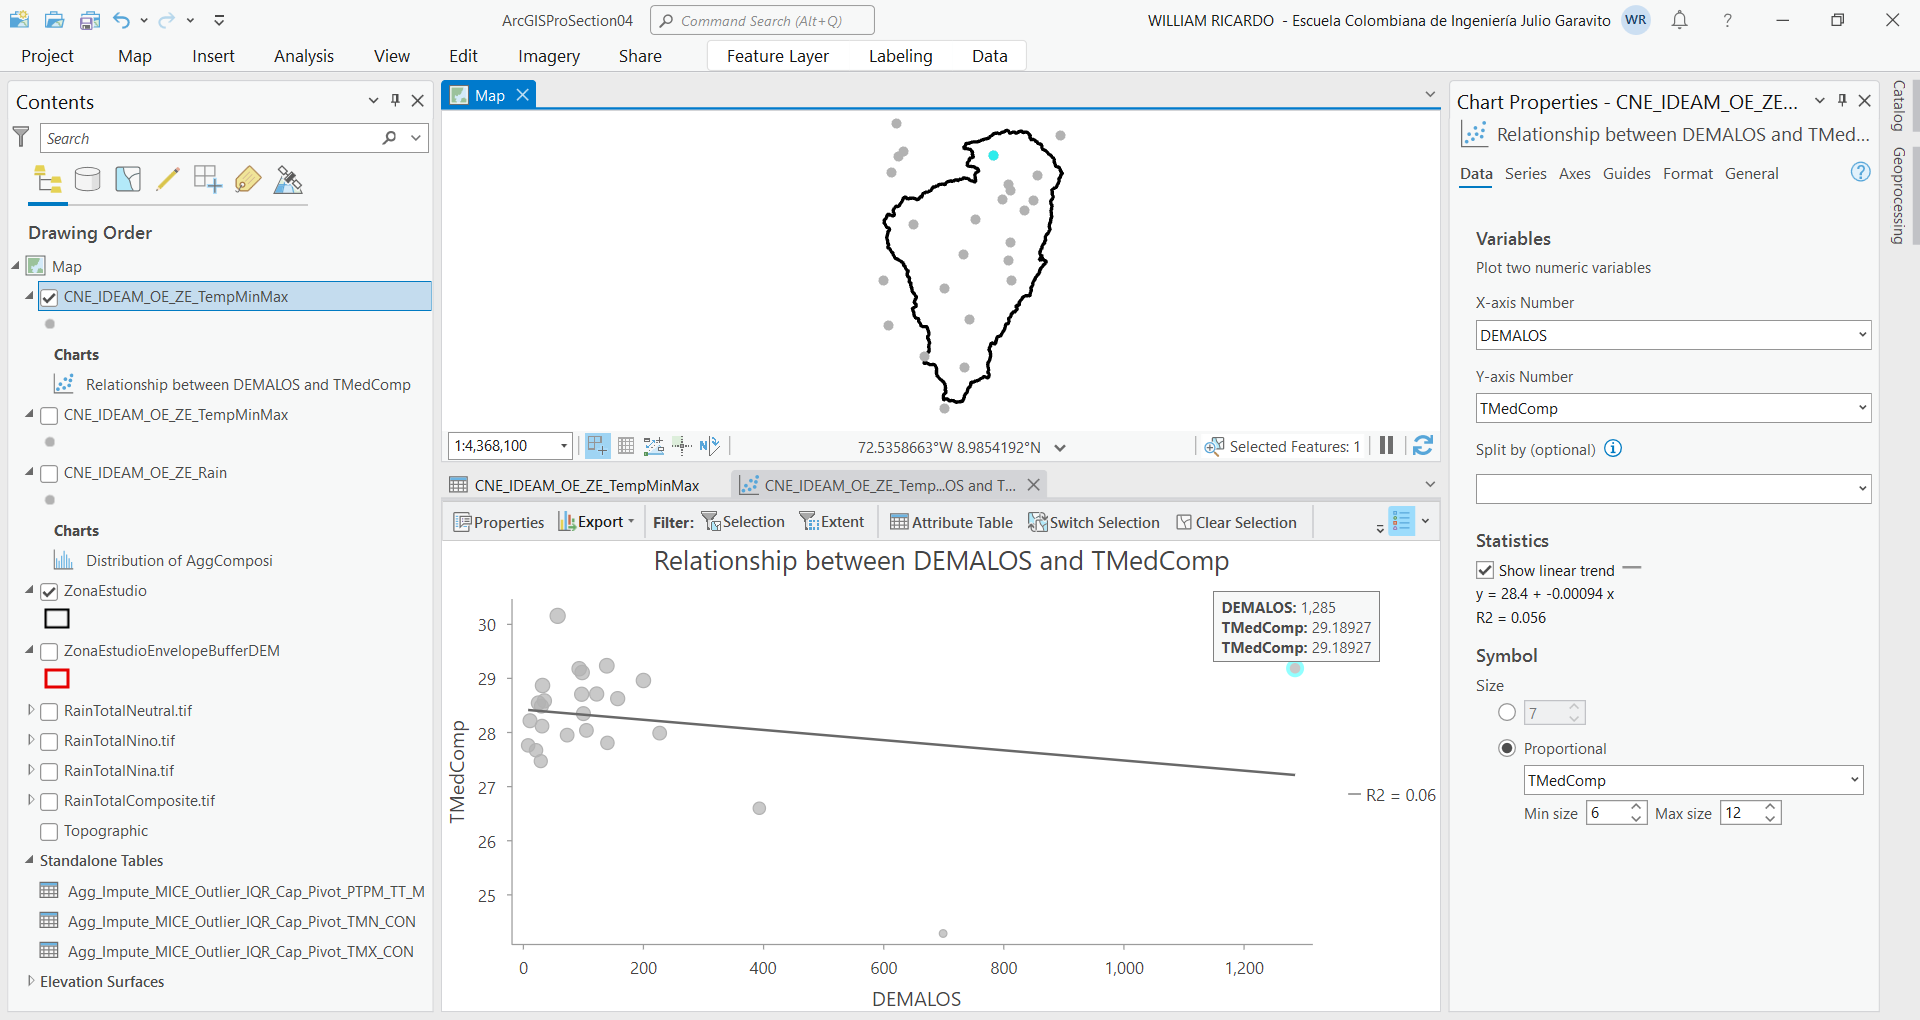 ArcGISProSection04
Command Search (Alt+Q)
WILLIAM RICARDO - Escuela Colombiana de Ingeniería Julio Garavito
WR
?
Project
Map
Insert
Analysis
View
Edit
Imagery
Share
Feature Layer
Labeling
Data
Contents
Search
Drawing Order
Map
CNE_IDEAM_OE_ZE_TempMinMax
Charts
Relationship between DEMALOS and TMedComp
CNE_IDEAM_OE_ZE_TempMinMax
CNE_IDEAM_OE_ZE_Rain
Charts
Distribution of AggComposi
ZonaEstudio
ZonaEstudioEnvelopeBufferDEM
RainTotalNeutral.tif
RainTotalNino.tif
RainTotalNina.tif
RainTotalComposite.tif
Topographic
Standalone Tables
Agg_Impute_MICE_Outlier_IQR_Cap_Pivot_PTPM_TT_M
Agg_Impute_MICE_Outlier_IQR_Cap_Pivot_TMN_CON
Agg_Impute_MICE_Outlier_IQR_Cap_Pivot_TMX_CON
Elevation Surfaces
Map
1:4,368,100
72.5358663°W 8.9854192°N
Selected Features: 1
CNE_IDEAM_OE_ZE_TempMinMax
CNE_IDEAM_OE_ZE_Temp...OS and T...
Properties
Export
Filter:
Selection
Extent
Attribute Table
Switch Selection
Clear Selection
Relationship between DEMALOS and TMedComp
DEMALOS: 1,285
TMedComp: 29.18927
TMedComp: 29.18927
30
29
28
27
26
25
TMedComp
R2 = 0.06
0
200
400
600
800
1,000
1,200
DEMALOS
Chart Properties - CNE_IDEAM_OE_ZE...
Relationship between DEMALOS and TMed...
Data
Series
Axes
Guides
Format
General
?
Variables
Plot two numeric variables
X-axis Number
DEMALOS
Y-axis Number
TMedComp
Split by (optional)
Statistics
Show linear trend
y = 28.4 + -0.00094 x
R2 = 0.056
Symbol
Size
7
Proportional
TMedComp
Min size 6 Max size 12
Catalog
Geoprocessing